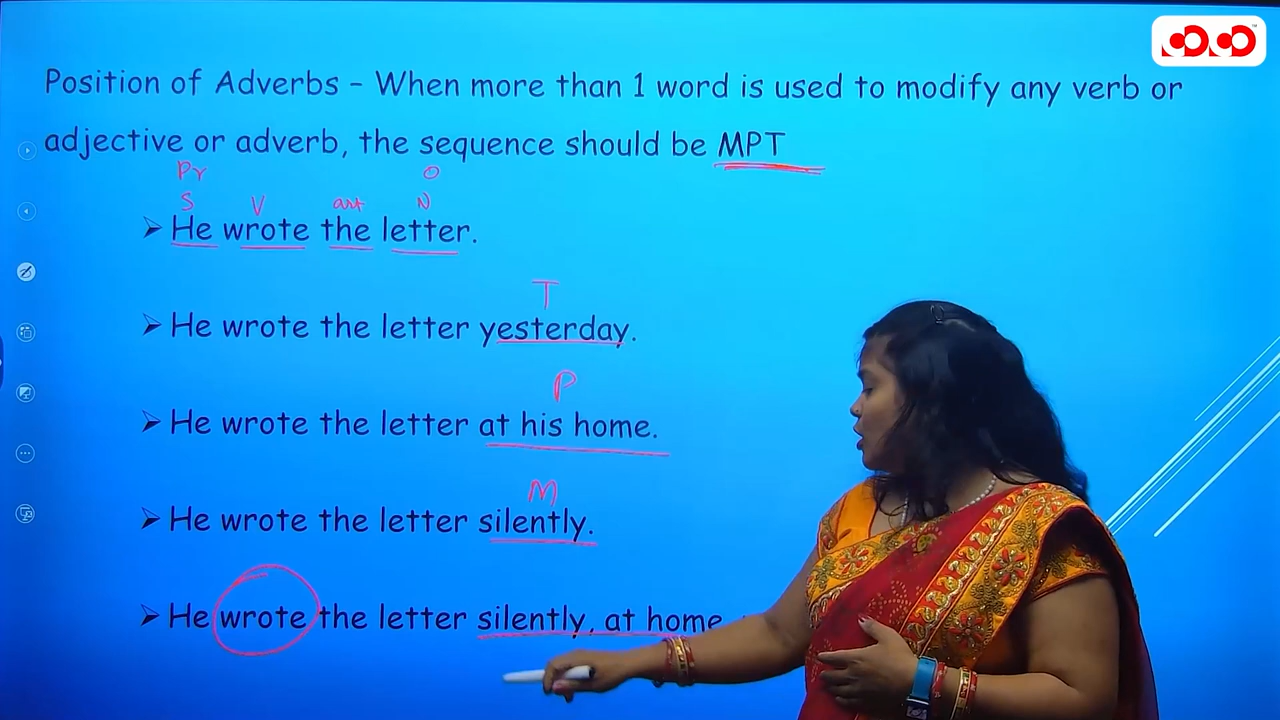 Position of Adverbs – When more than 1 word is used to modify any verb or
adjective or adverb, the sequence should be MPT
Pr O
S V art N
➢ He wrote the letter.
T
➢ He wrote the letter yesterday.
P
➢ He wrote the letter at his home.
M
➢ He wrote the letter silently.
➢ He wrote the letter silently, at home